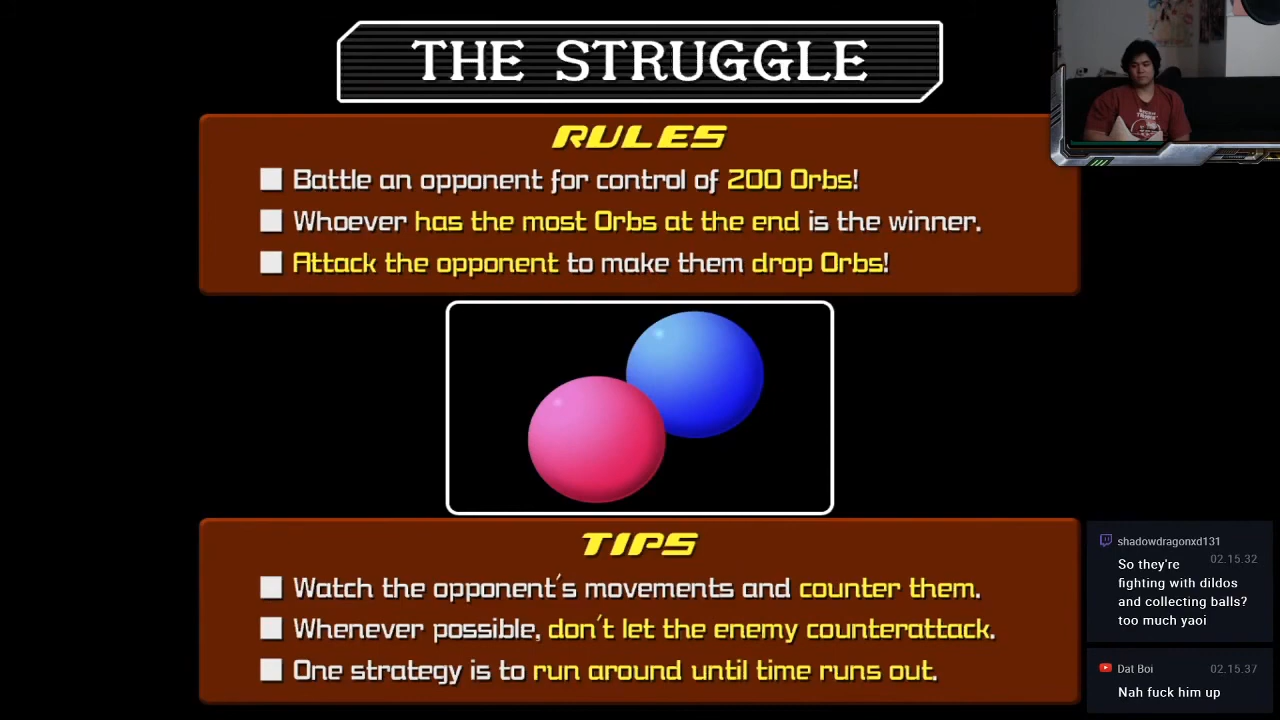 THE STRUGGLE
RULES
Battle an opponent for control of 200 Orbs!
Whoever has the most Orbs at the end is the winner.
Attack the opponent to make them drop Orbs!
TIPS
Watch the opponent's movements and counter them.
Whenever possible, don't let the enemy counterattack.
One strategy is to run around until time runs out.
shadowdragonxd131
02.15.32
So they're
fighting with dildos
and collecting balls?
too much yaoi
Dat Boi 02.15.37
Nah fuck him up